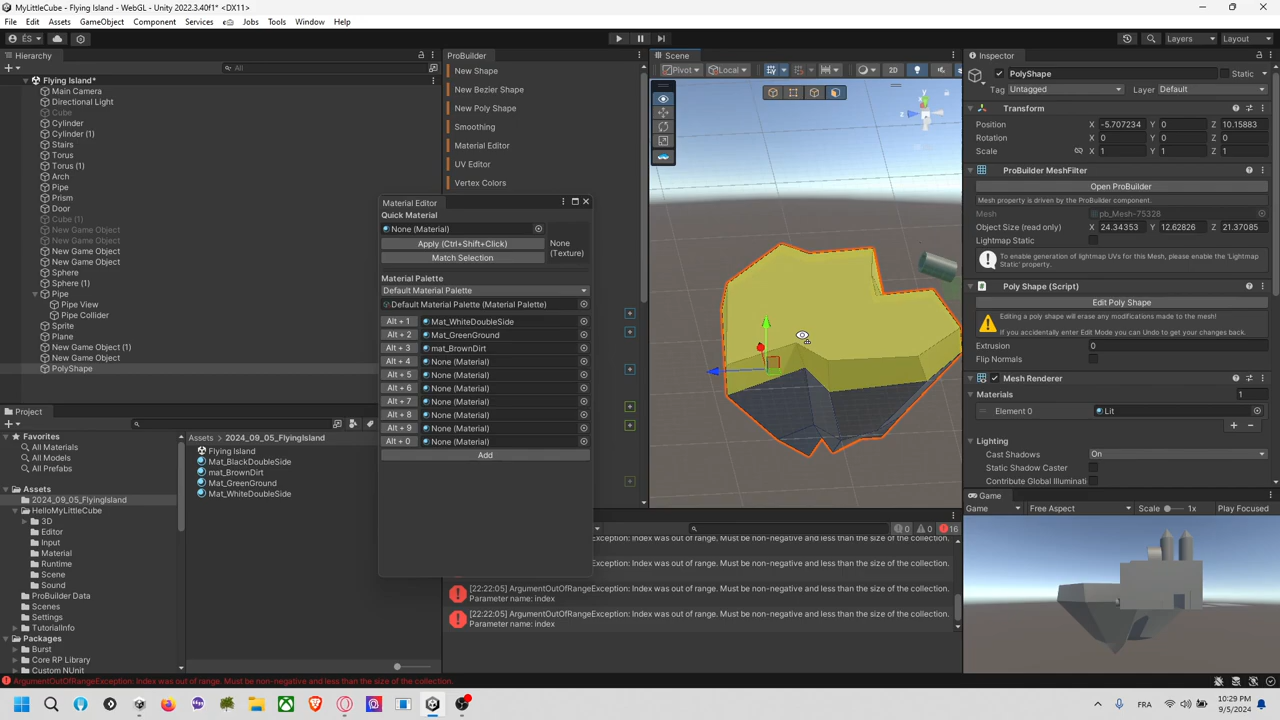 MyLittleCube - Flying Island - WebGL - Unity 2022.3.40f1* <DX11>
File Edit Assets GameObject Component Services Jobs Tools Window Help
ÉS
Layers Layout
Hierarchy
All
Flying Island*
Main Camera
Directional Light
Cube
Cylinder
Cylinder (1)
Stairs
Torus
Torus (1)
Arch
Pipe
Prism
Door
Cube (1)
New Game Object
New Game Object
New Game Object
New Game Object
Sphere
Sphere (1)
Pipe
Pipe View
Pipe Collider
Sprite
Plane
New Game Object (1)
New Game Object
PolyShape
ProBuilder
New Shape
New Bezier Shape
New Poly Shape
Smoothing
Material Editor
UV Editor
Vertex Colors
Material Editor
Quick Material
None (Material)
Apply (Ctrl+Shift+Click)
Match Selection
None
(Texture)
Material Palette
Default Material Palette
Default Material Palette (Material Palette)
Alt + 1 Mat_WhiteDoubleSide
Alt + 2 Mat_GreenGround
Alt + 3 mat_BrownDirt
Alt + 4 None (Material)
Alt + 5 None (Material)
Alt + 6 None (Material)
Alt + 7 None (Material)
Alt + 8 None (Material)
Alt + 9 None (Material)
Alt + 0 None (Material)
Add
Scene
Pivot Local 2D
y
Inspector
PolyShape Static
Tag Untagged Layer Default
Transform
Position X -5.707234 Y 0 Z 10.15883
Rotation X 0 Y 0 Z 0
Scale X 1 Y 1 Z 1
ProBuilder MeshFilter
Open ProBuilder
Mesh property is driven by the ProBuilder component.
Mesh pb_Mesh-75328
Object Size (read only) X 24.34353 Y 12.62826 Z 21.37085
Lightmap Static
To enable generation of lightmap UVs for this Mesh, please enable the 'Lightmap
Static' property.
Poly Shape (Script)
Edit Poly Shape
Editing a poly shape will erase any modifications made to the mesh!
If you accidentally enter Edit Mode you can Undo to get your changes back.
Extrusion 0
Flip Normals
Mesh Renderer
Materials 1
Element 0 Lit
Lighting
Cast Shadows On
Static Shadow Caster
Contribute Global Illuminati
Project
Favorites
All Materials
All Models
All Prefabs
Assets
2024_09_05_FlyingIsland
HelloMyLittleCube
3D
Editor
Input
Material
Runtime
Scene
Sound
ProBuilder Data
Scenes
Settings
TutorialInfo
Packages
Burst
Core RP Library
Custom NUnit
Assets > 2024_09_05_FlyingIsland
Flying Island
Mat_BlackDoubleSide
mat_BrownDirt
Mat_GreenGround
Mat_WhiteDoubleSide
0 0 16
Exception: Index was out of range. Must be non-negative and less than the size of the collection.
Exception: Index was out of range. Must be non-negative and less than the size of the collection.
[22:22:05] ArgumentOutOfRangeException: Index was out of range. Must be non-negative and less than the size of the collection.
Parameter name: index
[22:22:05] ArgumentOutOfRangeException: Index was out of range. Must be non-negative and less than the size of the collection.
Parameter name: index
Game
Game Free Aspect Scale 1x Play Focused
ArgumentOutOfRangeException: Index was out of range. Must be non-negative and less than the size of the collection.
FRA
10:29 PM
9/5/2024